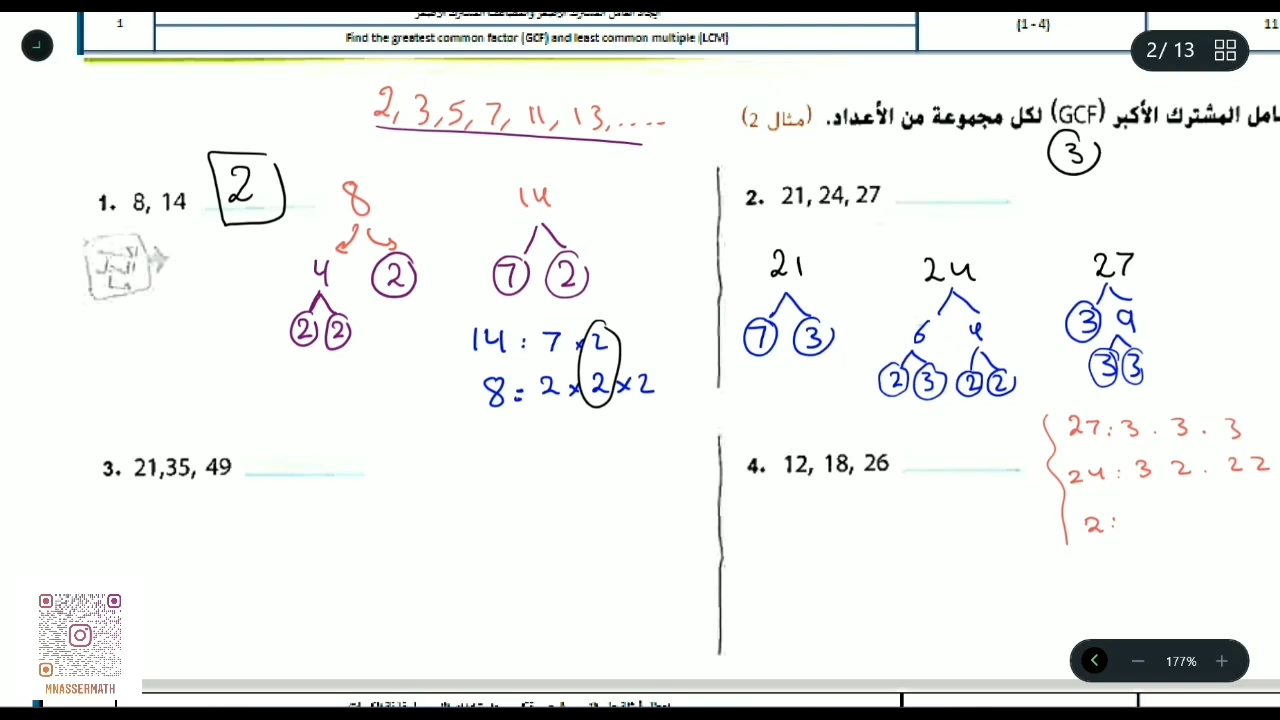 1
Find the greatest common factor (GCF) and least common multiple (LCM)
(1 - 4)
11
2 / 13
2, 3, 5, 7, 11, 13, ....
امل المشترك الأكبر (GCF) لكل مجموعة من الأعداد. (مثال 2)
3
1. 8, 14
2
8
4 2
2 2
14
7 2
14 : 7 × 2
8 = 2 × 2 × 2
2. 21, 24, 27
21
7 3
24
6 4
2 3 2 2
27
3 9
3 3
27 : 3 . 3 . 3
24 : 3 2 . 2 2
2 :
3. 21,35, 49
4. 12, 18, 26
MNASSERMATH
177%